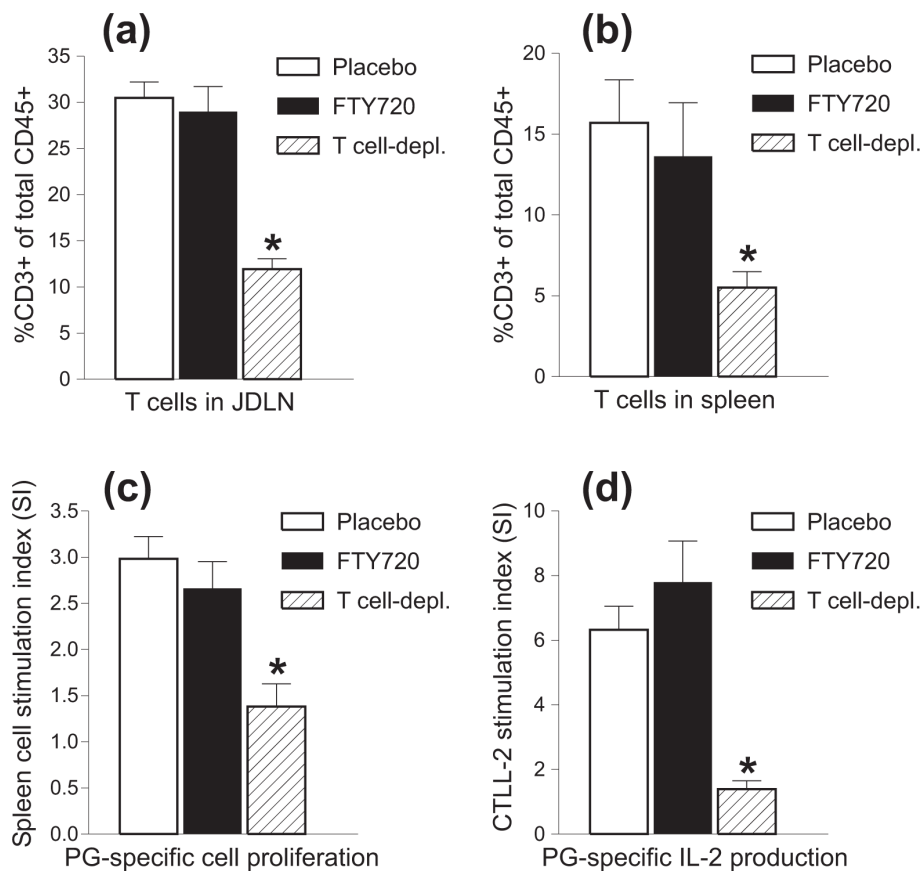 (a)
%CD3+ of total CD45+
35
30
25
20
15
10
5
0
Placebo
FTY720
T cell-depl.
*
T cells in JDLN
(b)
%CD3+ of total CD45+
20
15
10
5
0
Placebo
FTY720
T cell-depl.
*
T cells in spleen
(c)
Spleen cell stimulation index (SI)
3.5
3.0
2.5
2.0
1.5
1.0
0.5
0.0
Placebo
FTY720
T cell-depl.
*
PG-specific cell proliferation
(d)
CTLL-2 stimulation index (SI)
10
8
6
4
2
0
Placebo
FTY720
T cell-depl.
*
PG-specific IL-2 production